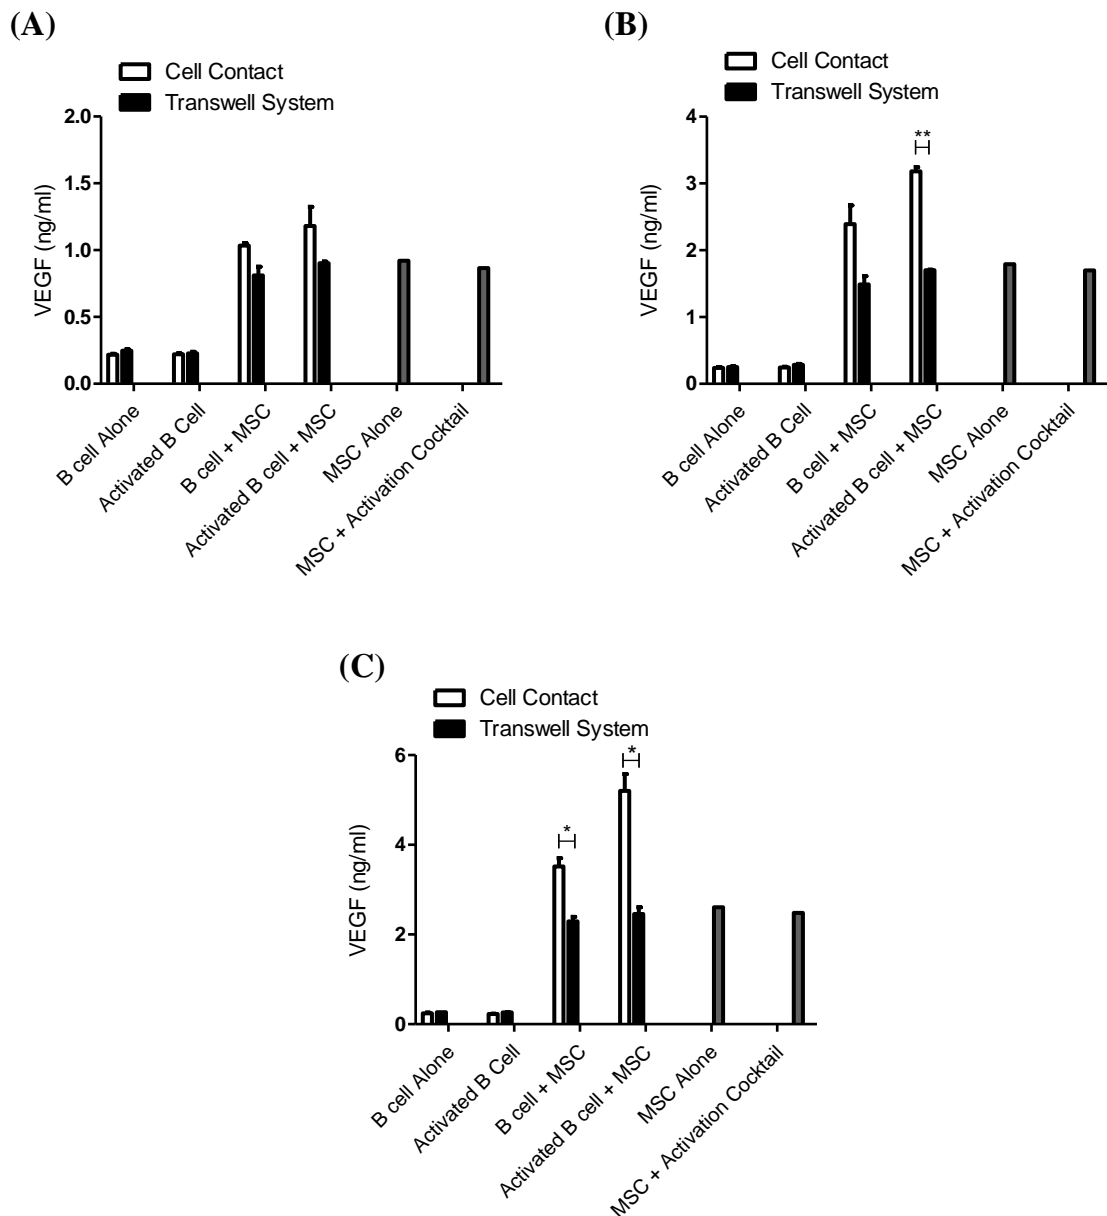 (A)
Cell Contact
Transwell System
VEGF (ng/ml)
2.0
1.5
1.0
0.5
0.0
B cell Alone
Activated B Cell
B cell + MSC
Activated B cell + MSC
MSC Alone
MSC + Activation Cocktail
(B)
Cell Contact
Transwell System
VEGF (ng/ml)
4
3
2
1
0
**
B cell Alone
Activated B Cell
B cell + MSC
Activated B cell + MSC
MSC Alone
MSC + Activation Cocktail
(C)
Cell Contact
Transwell System
VEGF (ng/ml)
6
4
2
0
*
*
B cell Alone
Activated B Cell
B cell + MSC
Activated B cell + MSC
MSC Alone
MSC + Activation Cocktail